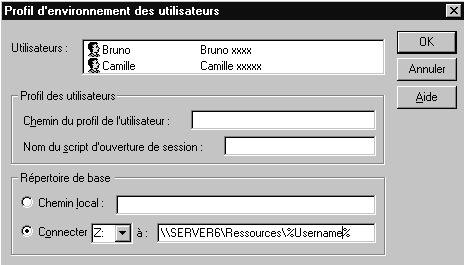 Profil d'environnement des utilisateurs
Utilisateurs :
Bruno Bruno xxxx
Camille Camille xxxxx
OK
Annuler
Aide
Profil des utilisateurs
Chemin du profil de l'utilisateur :
Nom du script d'ouverture de session :
Répertoire de base
Chemin local :
Connecter Z: à : \\SERVER6\Ressources\%Username%